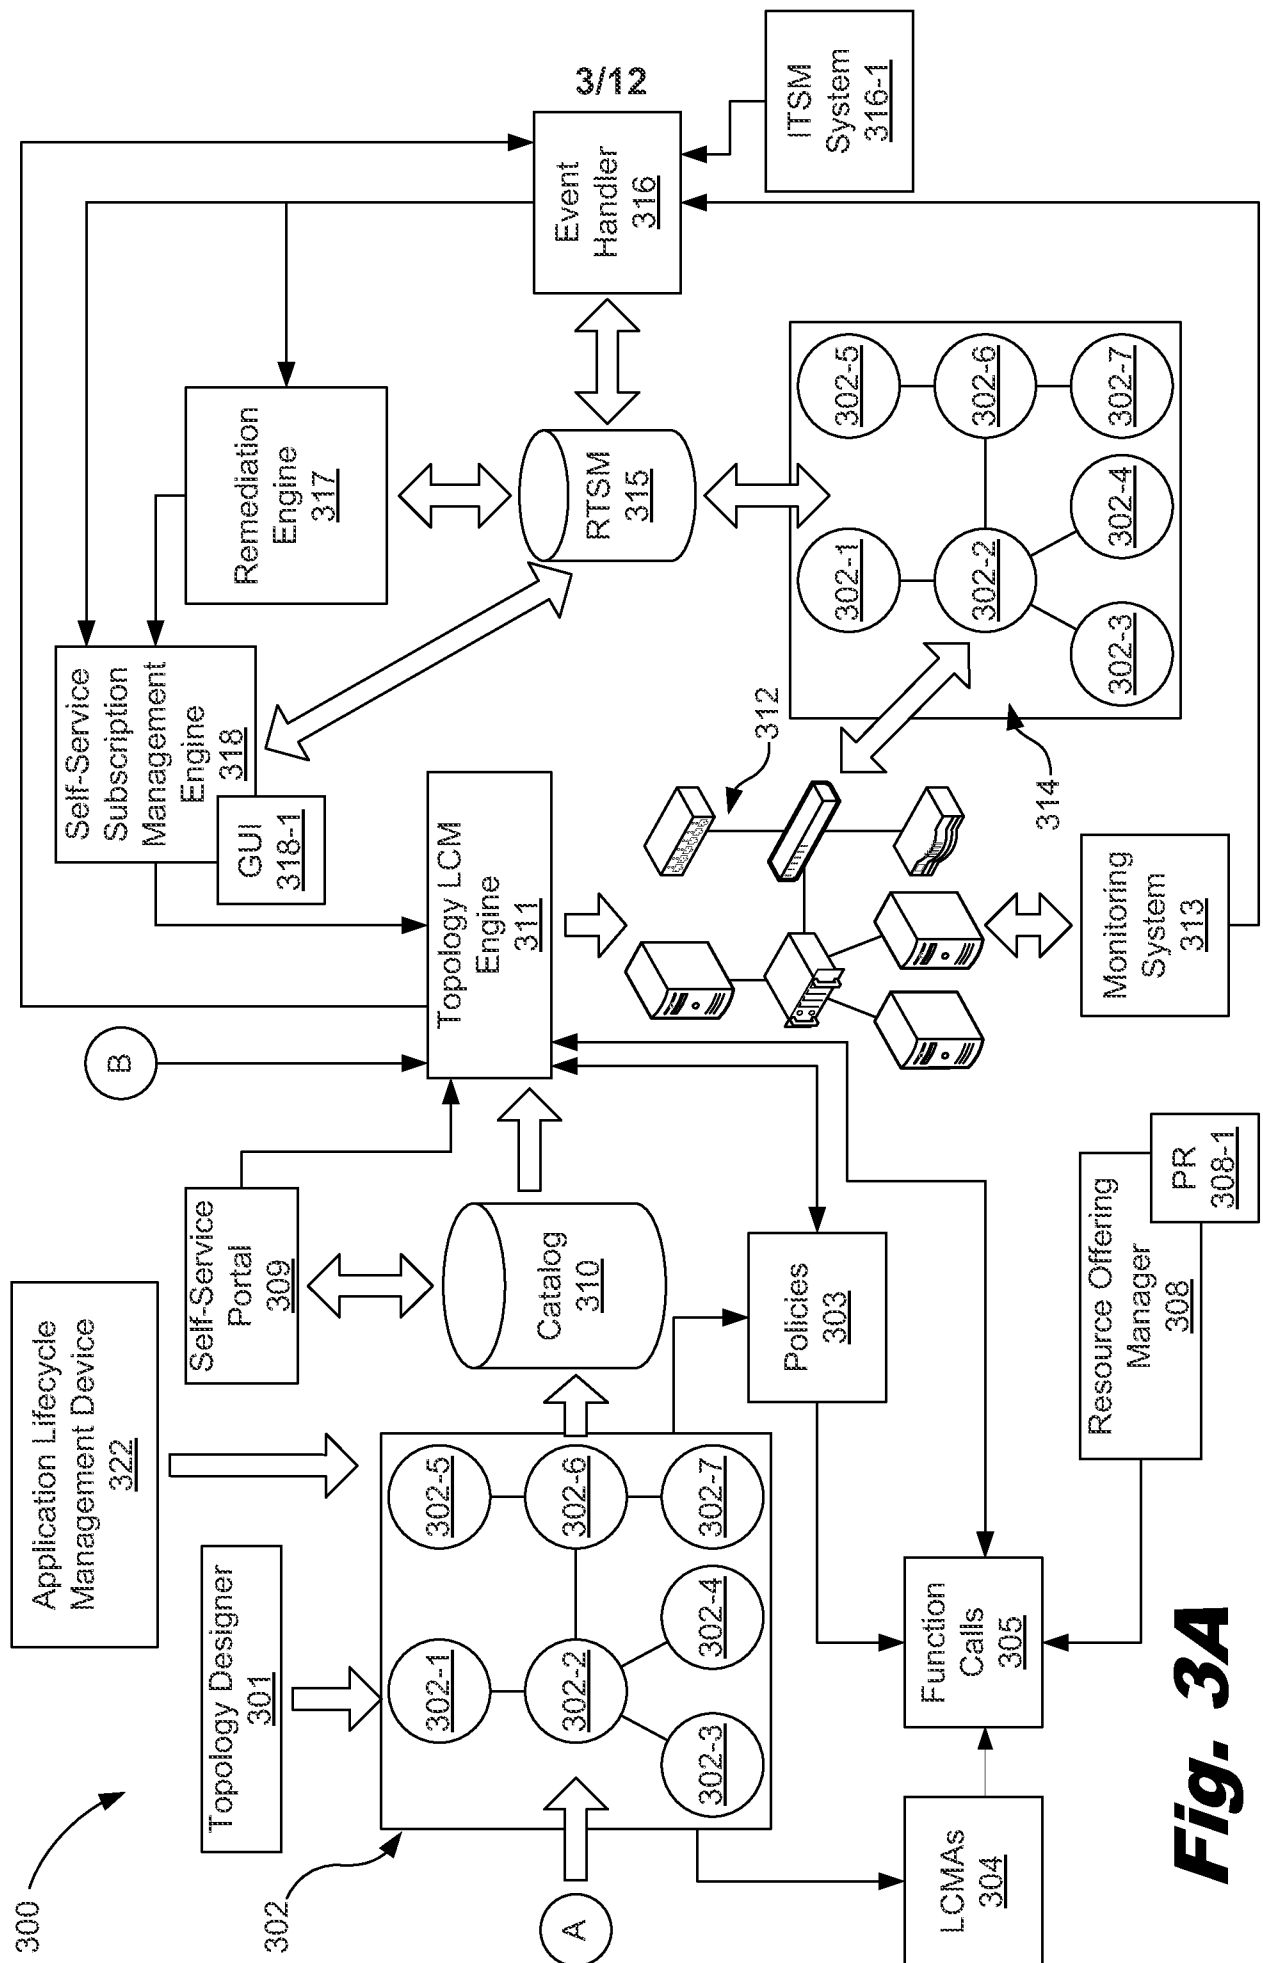 3/12
300
Application Lifecycle
Management Device
322
Topology Designer
301
302
A
302-1
302-2
302-3
302-4
302-5
302-6
302-7
LCMAs
304
Function
Calls
305
Policies
303
Resource Offering
Manager
308
PR
308-1
Self-Service
Portal
309
Catalog
310
B
Topology LCM
Engine
311
312
Monitoring
System
313
314
302-1
302-2
302-3
302-4
302-5
302-6
302-7
Self-Service
Subscription
Management
Engine
318
GUI
318-1
Remediation
Engine
317
RTSM
315
Event
Handler
316
ITSM
System
316-1
Fig. 3A